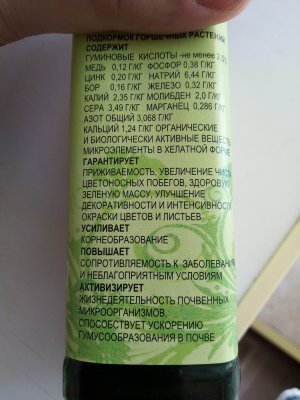 ПОДКОРМОК ГОРШЕЧНЫХ РАСТЕНИЙ
СОДЕРЖИТ
ГУМИНОВЫЕ КИСЛОТЫ -не менее 2,5%
МЕДЬ 0,12 Г/КГ ФОСФОР 0,38 Г/КГ
ЦИНК 0,20 Г/КГ НАТРИЙ 6,44 Г/КГ
БОР 0,16 Г/КГ ЖЕЛЕЗО 0,32 Г/КГ
КАЛИЙ 2,35 Г/КГ МОЛИБДЕН 2,0 Г/КГ
СЕРА 3,49 Г/КГ МАРГАНЕЦ 0,286 Г/КГ
АЗОТ ОБЩИЙ 3,068 Г/КГ
КАЛЬЦИЙ 1,24 Г/КГ ОРГАНИЧЕСКИЕ
И БИОЛОГИЧЕСКИ АКТИВНЫЕ ВЕЩЕСТВА
МИКРОЭЛЕМЕНТЫ В ХЕЛАТНОЙ ФОРМЕ
ГАРАНТИРУЕТ
ПРИЖИВАЕМОСТЬ, УВЕЛИЧЕНИЕ ЧИСЛА
ЦВЕТОНОСНЫХ ПОБЕГОВ, ЗДОРОВУЮ
ЗЕЛЕНУЮ МАССУ, УЛУЧШЕНИЕ
ДЕКОРАТИВНОСТИ И ИНТЕНСИВНОСТИ
ОКРАСКИ ЦВЕТОВ И ЛИСТЬЕВ.
УСИЛИВАЕТ
КОРНЕОБРАЗОВАНИЕ
ПОВЫШАЕТ
СОПРОТИВЛЯЕМОСТЬ К ЗАБОЛЕВАНИЯМ
И НЕБЛАГОПРИЯТНЫМ УСЛОВИЯМ
АКТИВИЗИРУЕТ
ЖИЗНЕДЕЯТЕЛЬНОСТЬ ПОЧВЕННЫХ
МИКРООРГАНИЗМОВ,
СПОСОБСТВУЕТ УСКОРЕНИЮ
ГУМУСООБРАЗОВАНИЯ В ПОЧВЕ